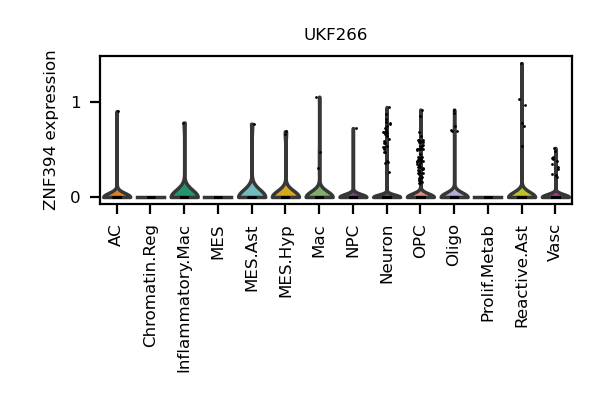 UKF266
ZNF394 expression
1
0
AC
Chromatin.Reg
Inflammatory.Mac
MES
MES.Ast
MES.Hyp
Mac
NPC
Neuron
OPC
Oligo
Prolif.Metab
Reactive.Ast
Vasc